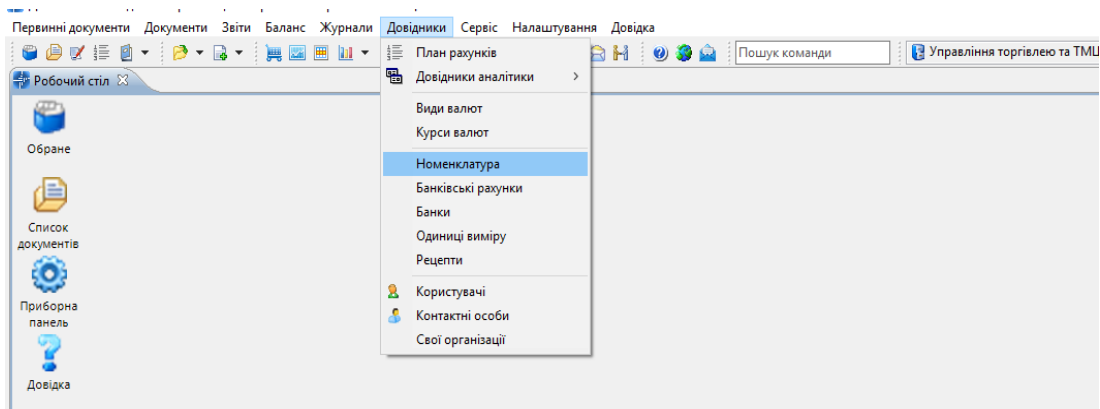 Первинні документи Документи Звіти Баланс Журнали Довідники Сервіс Налаштування Довідка
Пошук команди
Управління торгівлею та ТМЦ
Робочий стіл
План рахунків
Довідники аналітики
Види валют
Курси валют
Номенклатура
Банківські рахунки
Банки
Одиниці виміру
Рецепти
Користувачі
Контактні особи
Свої організації
Обране
Список
документів
Приборна
панель
Довідка